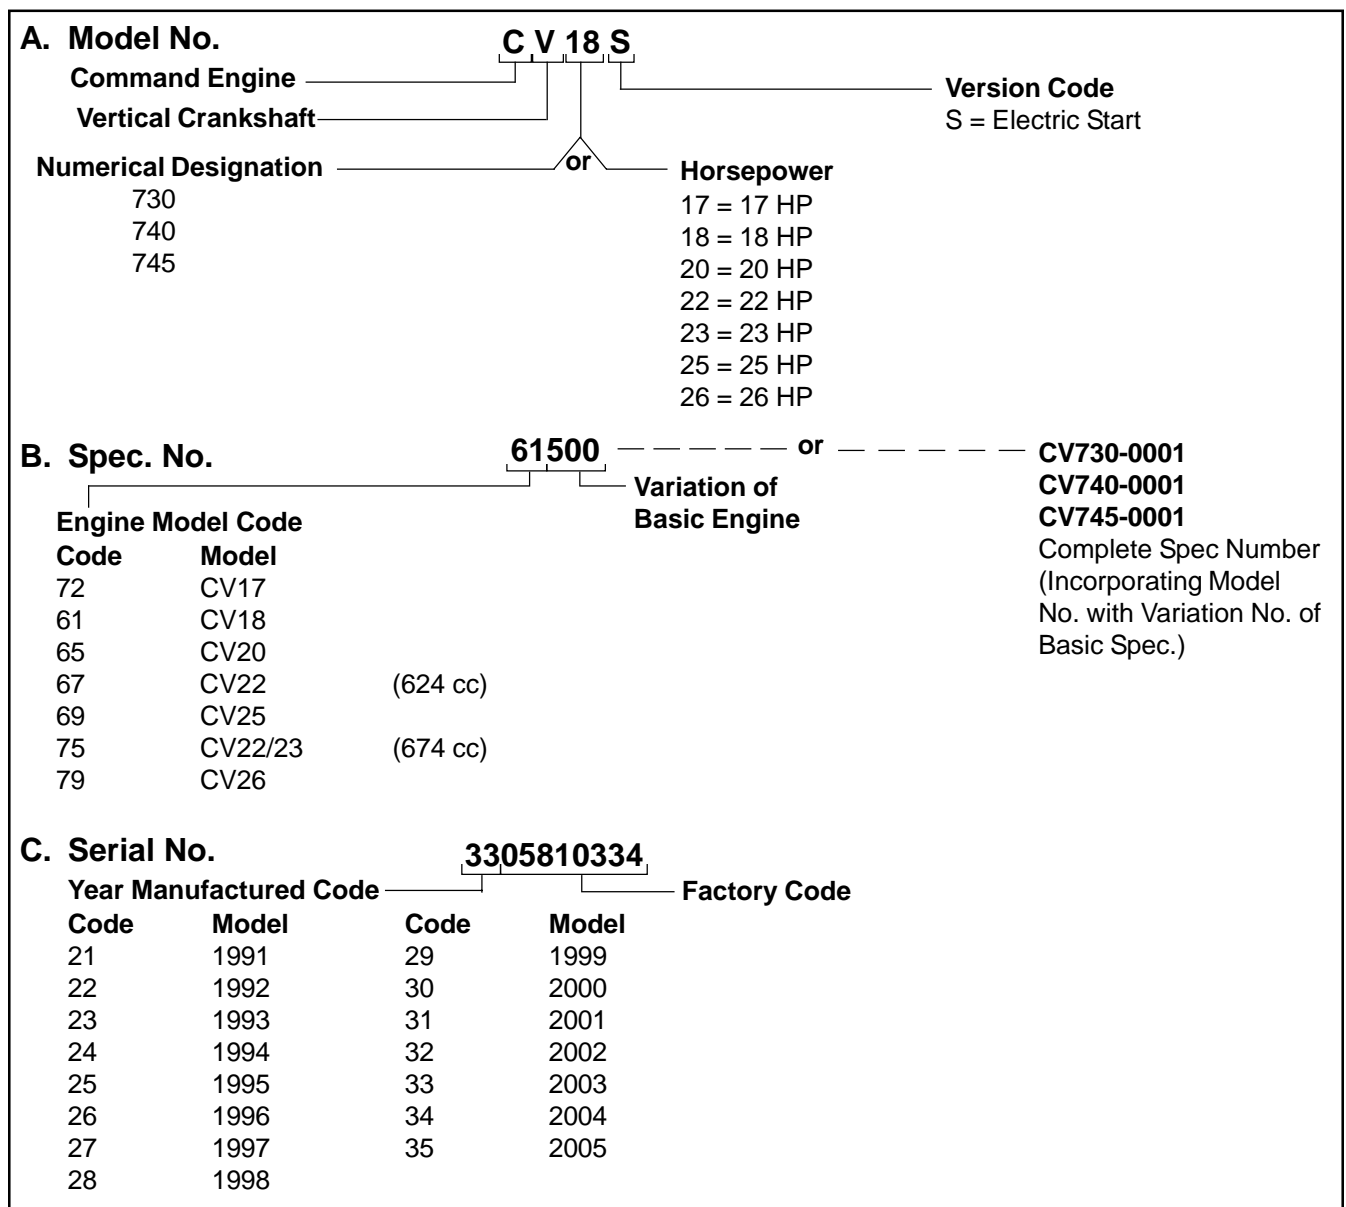 A. Model No.
C V 18 S
Command Engine
Version Code
Vertical Crankshaft
S = Electric Start
Numerical Designation
or
Horsepower
730
17 = 17 HP
740
18 = 18 HP
745
20 = 20 HP
22 = 22 HP
23 = 23 HP
25 = 25 HP
26 = 26 HP
B. Spec. No.
61500
or
CV730-0001
CV740-0001
CV745-0001
Complete Spec Number
(Incorporating Model
No. with Variation No. of
Basic Spec.)
Variation of
Basic Engine
Engine Model Code
Code Model
72 CV17
61 CV18
65 CV20
67 CV22 (624 cc)
69 CV25
75 CV22/23 (674 cc)
79 CV26
C. Serial No.
3305810334
Year Manufactured Code
Factory Code
Code Model Code Model
21 1991 29 1999
22 1992 30 2000
23 1993 31 2001
24 1994 32 2002
25 1995 33 2003
26 1996 34 2004
27 1997 35 2005
28 1998